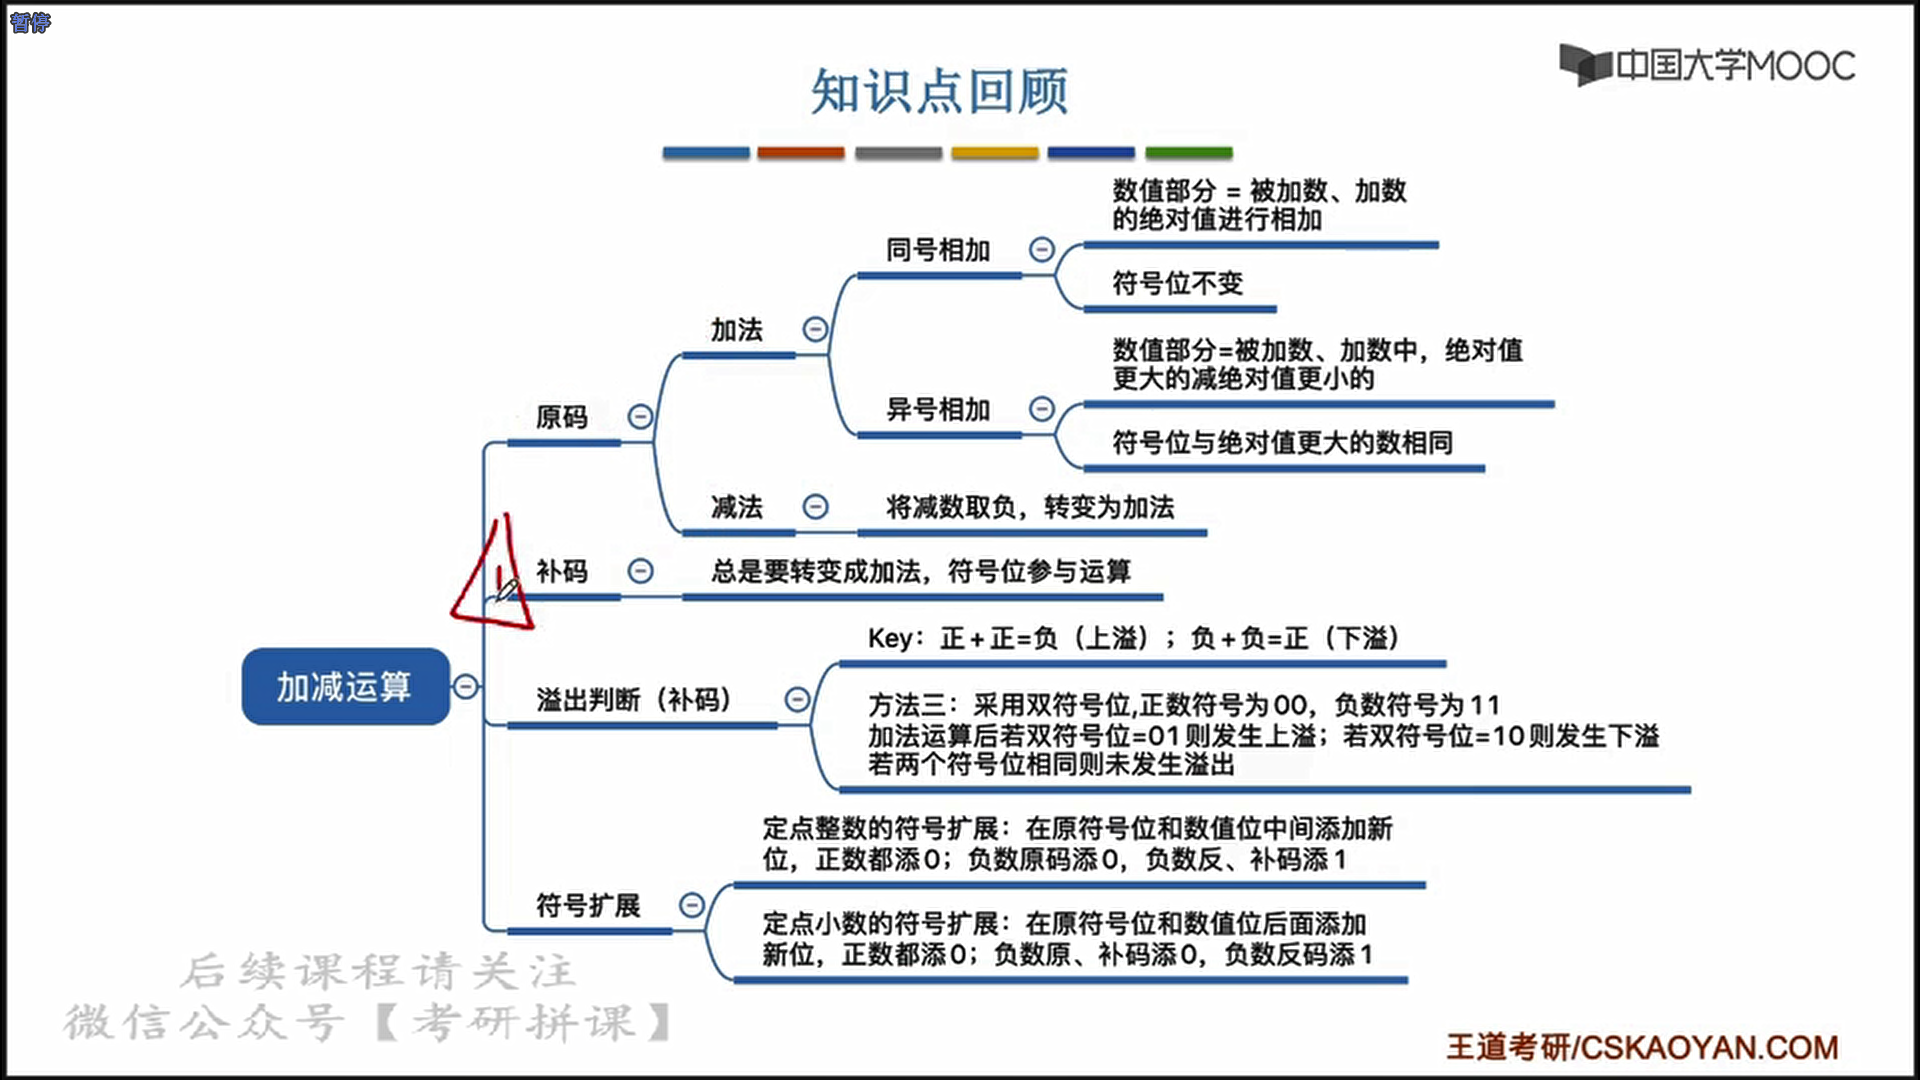 暂停
中国大学MOOC
知识点回顾
数值部分 = 被加数、加数
的绝对值进行相加
同号相加
符号位不变
加法
数值部分=被加数、加数中，绝对值
更大的减绝对值更小的
异号相加
原码
符号位与绝对值更大的数相同
减法
将减数取负，转变为加法
补码
总是要转变成加法，符号位参与运算
Key：正+正=负（上溢）；负+负=正（下溢）
加减运算
溢出判断（补码）
方法三：采用双符号位,正数符号为00，负数符号为11
加法运算后若双符号位=01则发生上溢；若双符号位=10则发生下溢
若两个符号位相同则未发生溢出
定点整数的符号扩展：在原符号位和数值位中间添加新
位，正数都添0；负数原码添0，负数反、补码添1
符号扩展
定点小数的符号扩展：在原符号位和数值位后面添加
新位，正数都添0；负数原、补码添0，负数反码添1
后续课程请关注
微信公众号【考研拼课】
王道考研/CSKAOYAN.COM